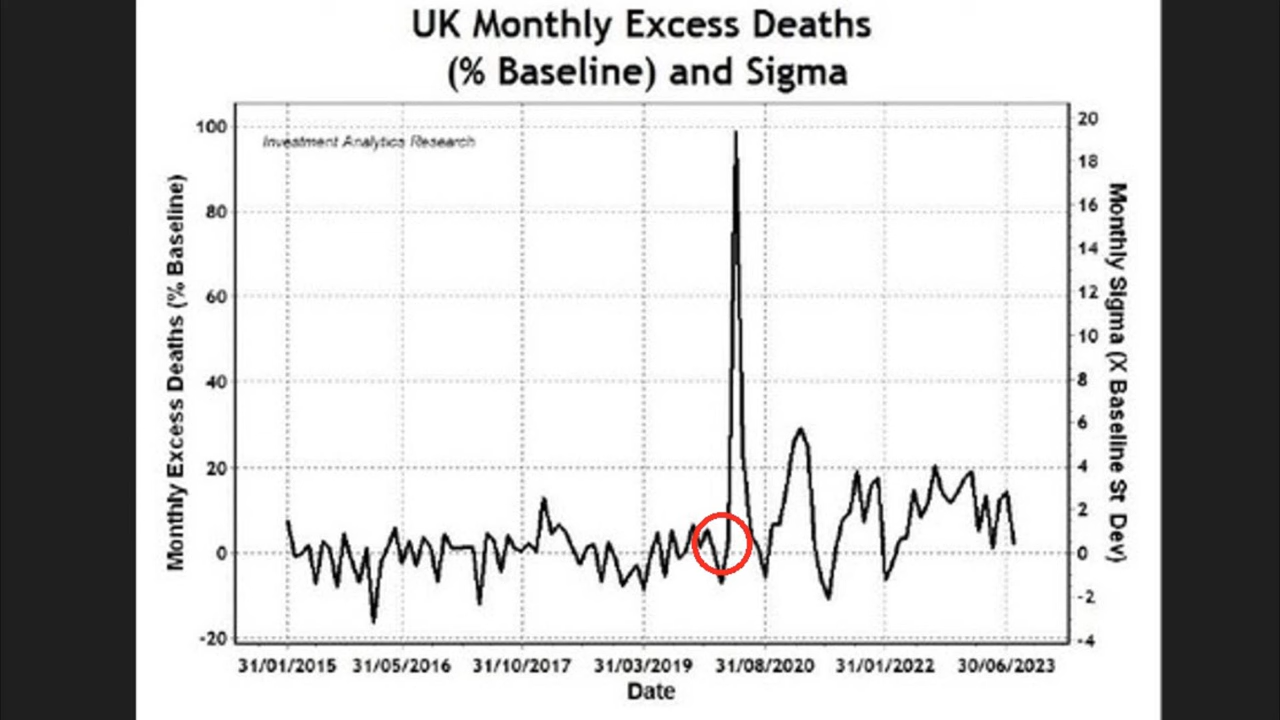 UK Monthly Excess Deaths
(% Baseline) and Sigma
Investment Analytics Research
Monthly Excess Deaths (% Baseline)
100
80
60
40
20
0
-20
20
18
16
14
12
10
8
6
4
2
0
-2
-4
Monthly Sigma (X Baseline St Dev)
31/01/2015 31/05/2016 31/10/2017 31/03/2019 31/08/2020 31/01/2022 30/06/2023
Date